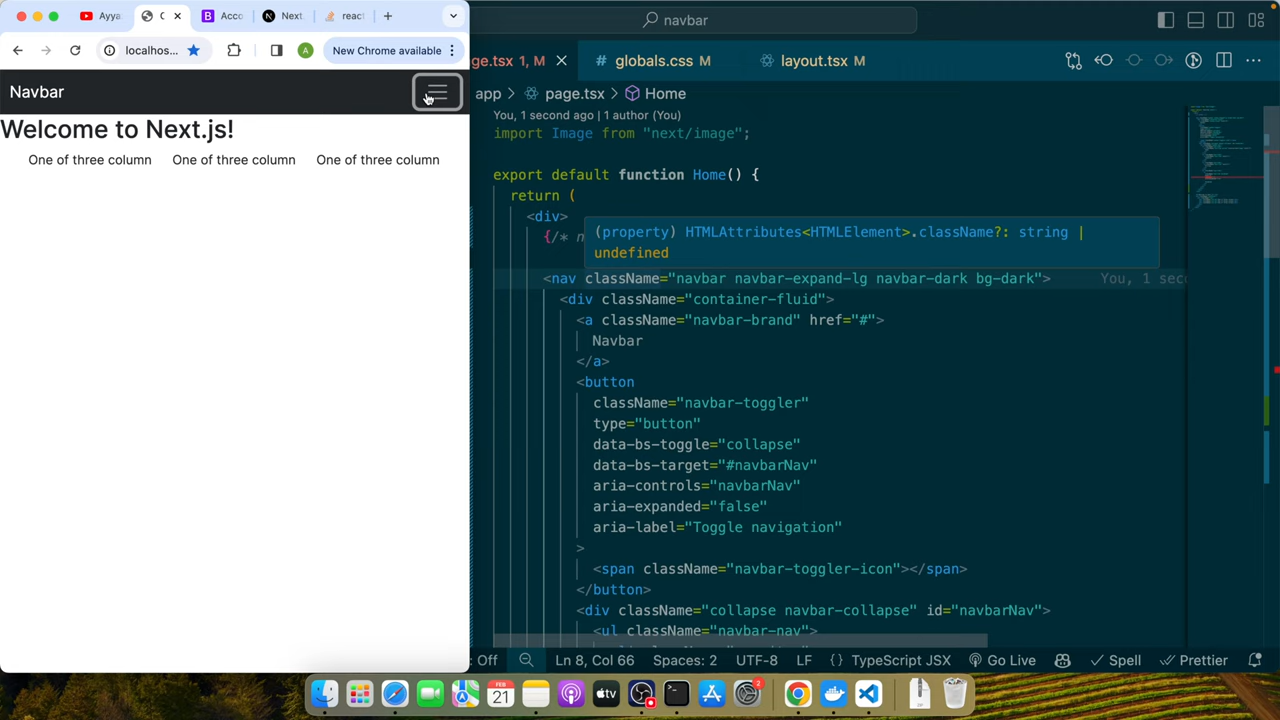 Ayya
C
Acco
Next.
react
localhos...
A
New Chrome available
Navbar
Welcome to Next.js!
One of three column One of three column One of three column
navbar
ge.tsx 1, M
# globals.css M
layout.tsx M
app > page.tsx > Home
You, 1 second ago | 1 author (You)
import Image from "next/image";
export default function Home() {
return (
<div>
{/* n
(property) HTMLAttributes<HTMLElement>.className?: string |
undefined
<nav className="navbar navbar-expand-lg navbar-dark bg-dark"> You, 1 sec
<div className="container-fluid">
<a className="navbar-brand" href="#">
Navbar
</a>
<button
className="navbar-toggler"
type="button"
data-bs-toggle="collapse"
data-bs-target="#navbarNav"
aria-controls="navbarNav"
aria-expanded="false"
aria-label="Toggle navigation"
>
<span className="navbar-toggler-icon"></span>
</button>
<div className="collapse navbar-collapse" id="navbarNav">
<ul className="navbar-nav">
: Off Ln 8, Col 66 Spaces: 2 UTF-8 LF {} TypeScript JSX Go Live Spell Prettier
FEB
21
tv
2